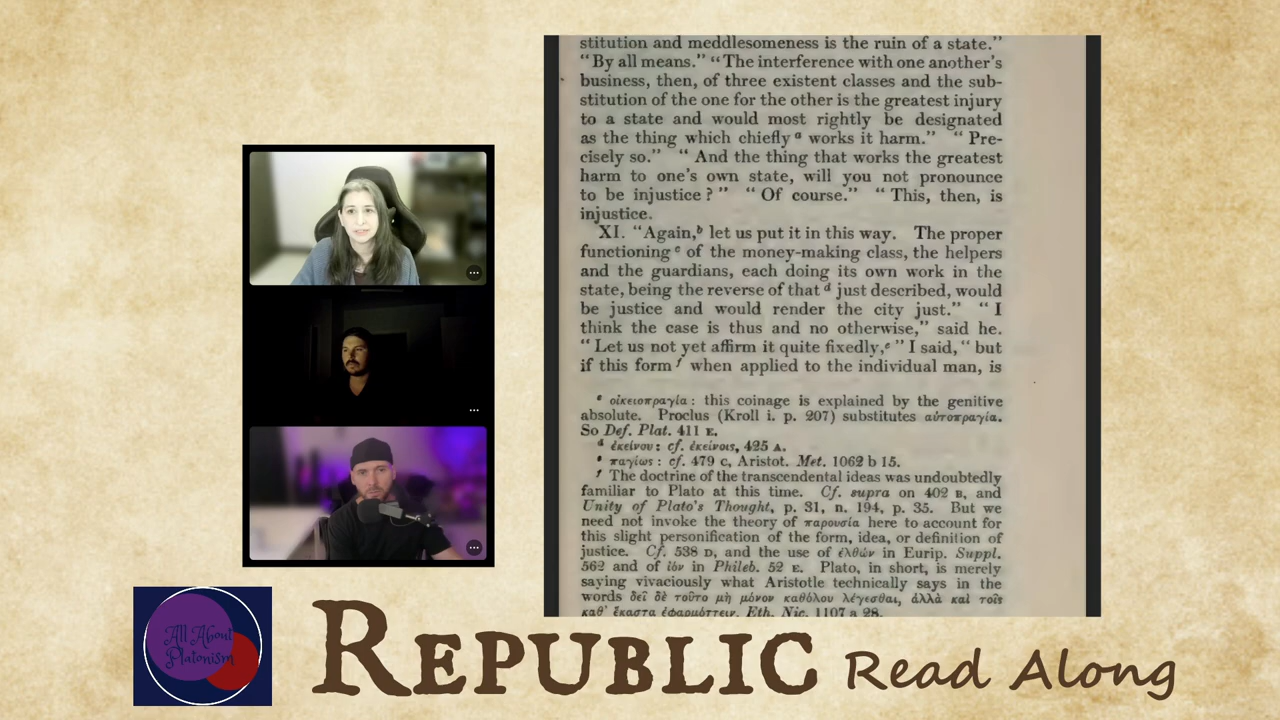 stitution and meddlesomeness is the ruin of a state.”
“By all means.” “The interference with one another’s
business, then, of three existent classes and the sub-
stitution of the one for the other is the greatest injury
to a state and would most rightly be designated
as the thing which chiefly ᵃ works it harm.” “Pre-
cisely so.” “And the thing that works the greatest
harm to one’s own state, will you not pronounce
to be injustice?” “Of course.” “This, then, is
injustice.
XI. “Again,ᵇ let us put it in this way. The proper
functioning ᶜ of the money-making class, the helpers
and the guardians, each doing its own work in the
state, being the reverse of that ᵈ just described, would
be justice and would render the city just.” “I
think the case is thus and no otherwise,” said he.
“Let us not yet affirm it quite fixedly,ᵉ” I said, “but
if this form ᶠ when applied to the individual man, is
ᶜ οἰκειοπραγία: this coinage is explained by the genitive
absolute. Proclus (Kroll i. p. 207) substitutes αὐτοπραγία.
So Def. Plat. 411 E.
ᵈ ἐκείνου: cf. ἐκείνοις, 425 A.
ᵉ παγίως: cf. 479 C, Aristot. Met. 1062 b 15.
ᶠ The doctrine of the transcendental ideas was undoubtedly
familiar to Plato at this time. Cf. supra on 402 B, and
Unity of Plato’s Thought, p. 31, n. 194, p. 35. But we
need not invoke the theory of παρουσία here to account for
this slight personification of the form, idea, or definition of
justice. Cf. 538 D, and the use of ἐλθών in Eurip. Suppl.
562 and of ἰόν in Phileb. 52 E. Plato, in short, is merely
saying vivaciously what Aristotle technically says in the
words δεῖ δὲ τοῦτο μὴ μόνον καθόλου λέγεσθαι, ἀλλὰ καὶ τοῖς
καθ’ ἕκαστα ἐφαρμόττειν, Eth. Nic. 1107 a 28.
All About
Platonism
REPUBLIC Read Along